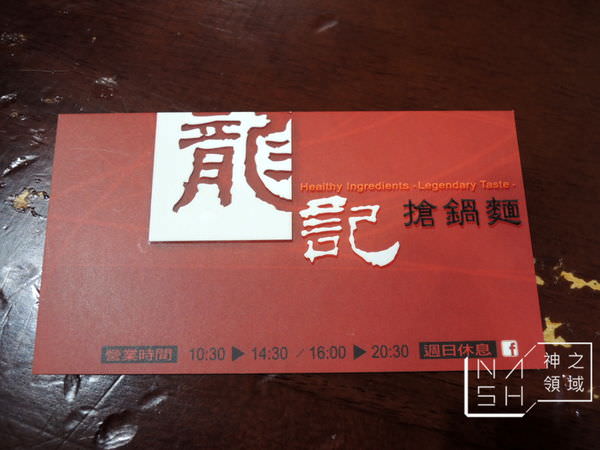 龍
Healthy Ingredients -Legendary Taste-
記 搶鍋麵
營業時間 10:30 ▶ 14:30 / 16:00 ▶ 20:30 週日休息 f
NASH 神之領域